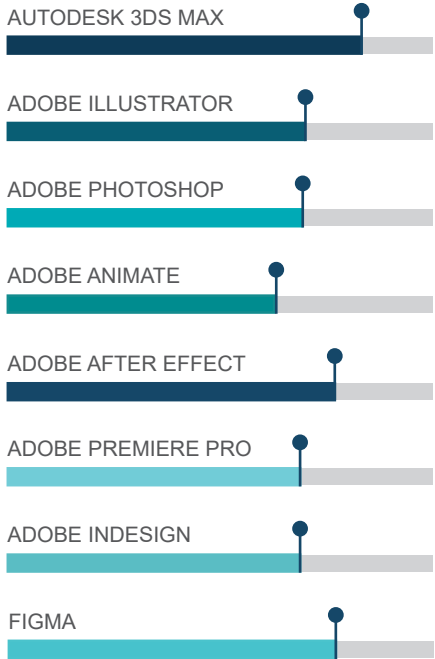 AUTODESK 3DS MAX
ADOBE ILLUSTRATOR
ADOBE PHOTOSHOP
ADOBE ANIMATE
ADOBE AFTER EFFECT
ADOBE PREMIERE PRO
ADOBE INDESIGN
FIGMA